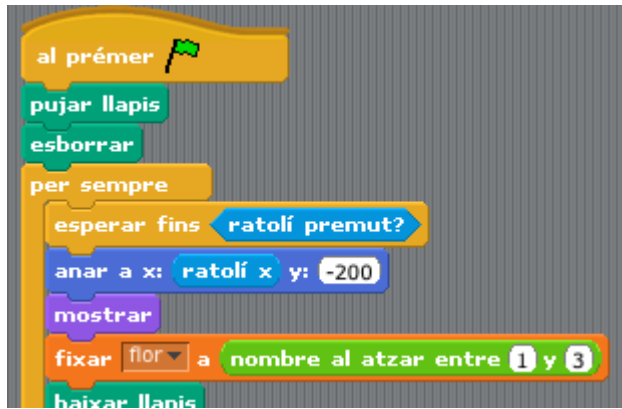 al prémer
pujar llapis
esborrar
per sempre
esperar fins ratolí premut?
anar a x: ratolí x y: -200
mostrar
fixar flor a nombre al atzar entre 1 y 3
baixar llapis